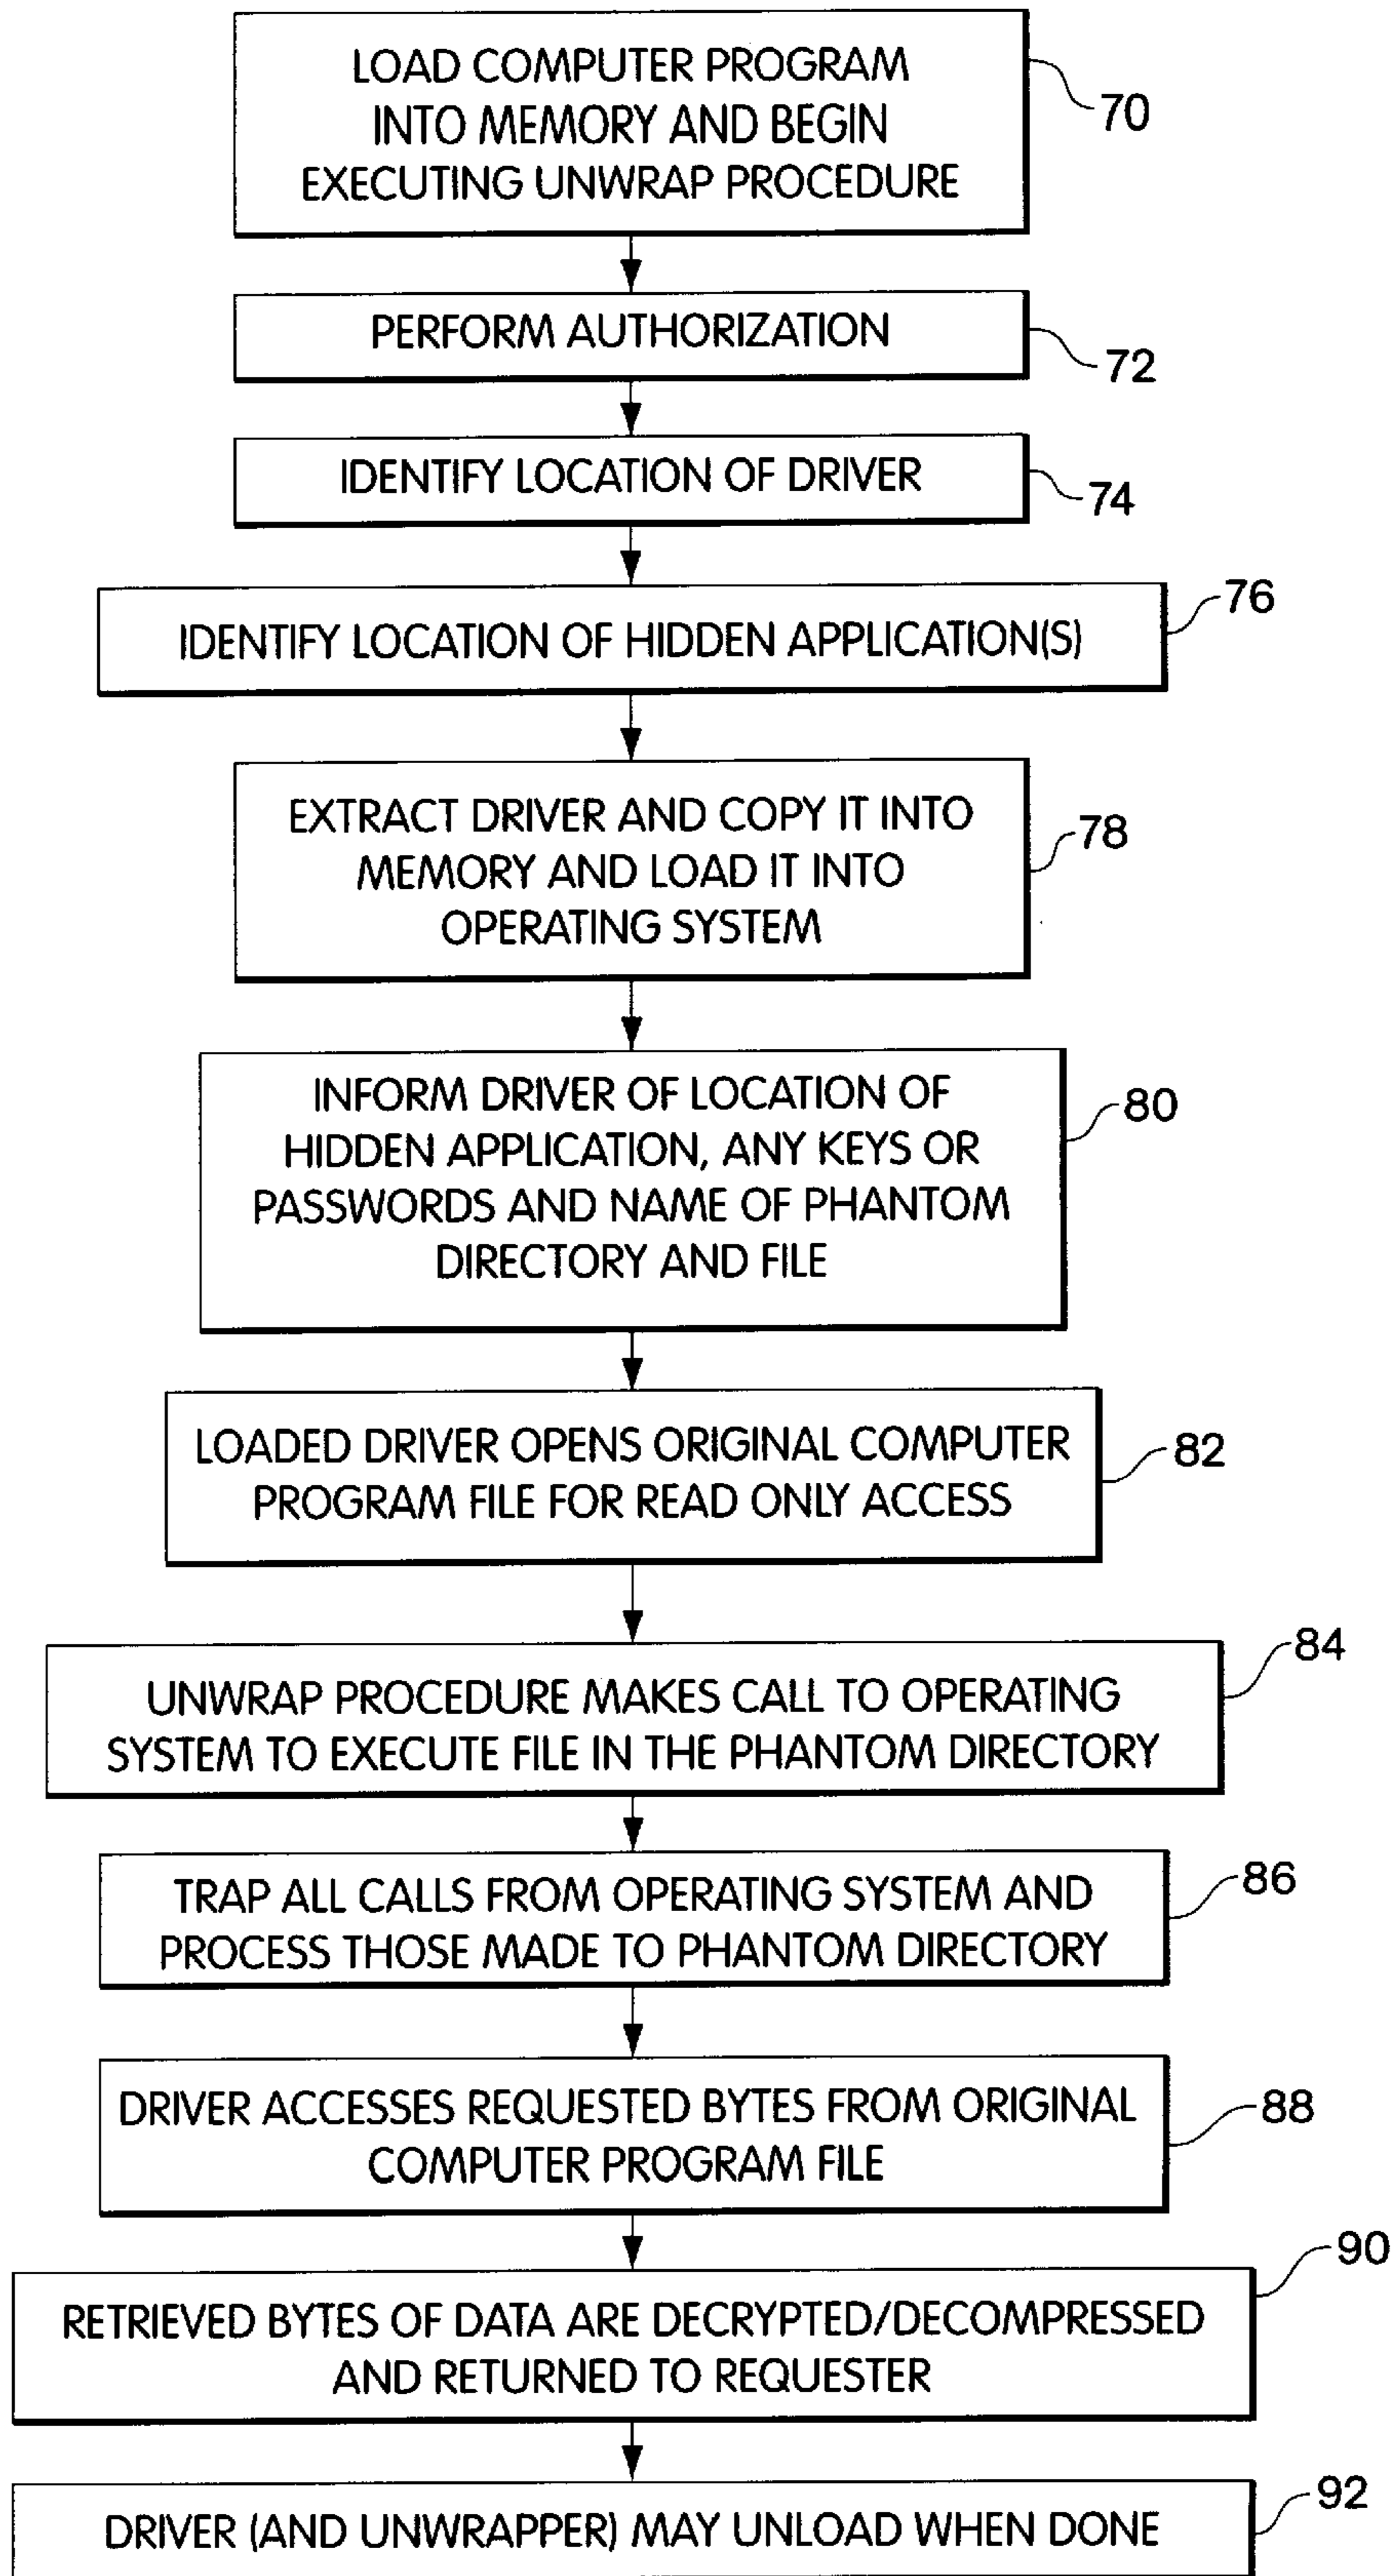 LOAD COMPUTER PROGRAM
INTO MEMORY AND BEGIN
EXECUTING UNWRAP PROCEDURE
70
PERFORM AUTHORIZATION
72
IDENTIFY LOCATION OF DRIVER
74
IDENTIFY LOCATION OF HIDDEN APPLICATION(S)
76
EXTRACT DRIVER AND COPY IT INTO
MEMORY AND LOAD IT INTO
OPERATING SYSTEM
78
INFORM DRIVER OF LOCATION OF
HIDDEN APPLICATION, ANY KEYS OR
PASSWORDS AND NAME OF PHANTOM
DIRECTORY AND FILE
80
LOADED DRIVER OPENS ORIGINAL COMPUTER
PROGRAM FILE FOR READ ONLY ACCESS
82
UNWRAP PROCEDURE MAKES CALL TO OPERATING
SYSTEM TO EXECUTE FILE IN THE PHANTOM DIRECTORY
84
TRAP ALL CALLS FROM OPERATING SYSTEM AND
PROCESS THOSE MADE TO PHANTOM DIRECTORY
86
DRIVER ACCESSES REQUESTED BYTES FROM ORIGINAL
COMPUTER PROGRAM FILE
88
RETRIEVED BYTES OF DATA ARE DECRYPTED/DECOMPRESSED
AND RETURNED TO REQUESTER
90
DRIVER (AND UNWRAPPER) MAY UNLOAD WHEN DONE
92